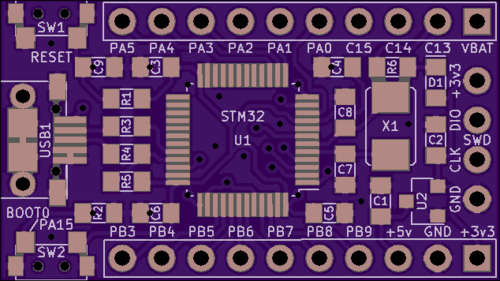 SW1
RESET
PA5 PA4 PA3 PA2 PA1 PA0 C15 C14 C13 VBAT
C9 C3 C4 R6 D1 +3v3
R1 STM32 C8
R3 U1 X1 DIO
USB1 R4 C2 SWD
R5 C7 CLK
BOOT0 R2 C6 C5 C1 U2 GND
/PA15
SW2
PB3 PB4 PB5 PB6 PB7 PB8 PB9 +5v GND +3v3